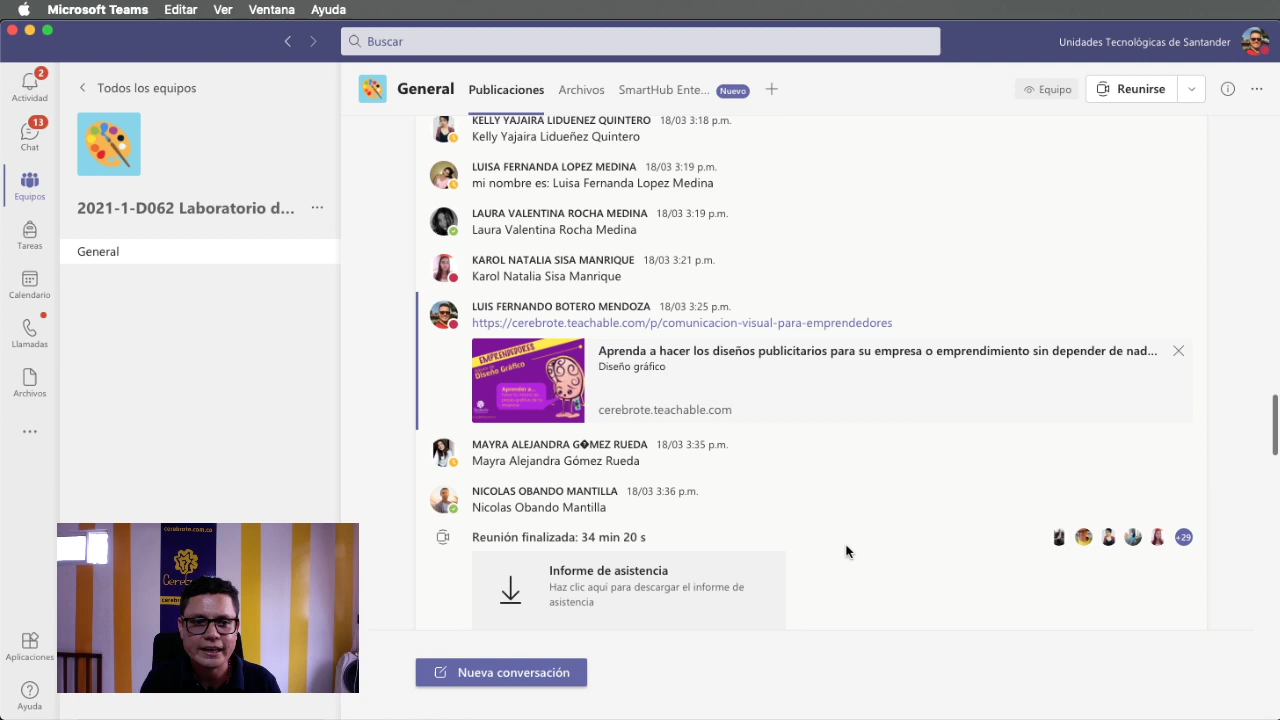 Microsoft Teams Editar Ver Ventana Ayuda
Buscar
Unidades Tecnológicas de Santander
2
Actividad
13
Chat
Equipos
Tareas
Calendario
Llamadas
Archivos
Aplicaciones
Ayuda
Todos los equipos
2021-1-D062 Laboratorio d...
General
General Publicaciones Archivos SmartHub Ente... Nuevo
Equipo Reunirse
KELLY YAJAIRA LIDUEÑEZ QUINTERO 18/03 3:18 p.m.
Kelly Yajaira Lidueñez Quintero
LUISA FERNANDA LOPEZ MEDINA 18/03 3:19 p.m.
mi nombre es: Luisa Fernanda Lopez Medina
LAURA VALENTINA ROCHA MEDINA 18/03 3:19 p.m.
Laura Valentina Rocha Medina
KAROL NATALIA SISA MANRIQUE 18/03 3:21 p.m.
Karol Natalia Sisa Manrique
LUIS FERNANDO BOTERO MENDOZA 18/03 3:25 p.m.
https://cerebrote.teachable.com/p/comunicacion-visual-para-emprendedores
EMPRENDEDORES
Diseño Gráfico
Aprender a...
Aprenda a hacer los diseños publicitarios para su empresa o emprendimiento sin depender de nad...
Diseño gráfico
cerebrote.teachable.com
MAYRA ALEJANDRA G�MEZ RUEDA 18/03 3:35 p.m.
Mayra Alejandra Gómez Rueda
NICOLAS OBANDO MANTILLA 18/03 3:36 p.m.
Nicolas Obando Mantilla
Reunión finalizada: 34 min 20 s
+29
Informe de asistencia
Haz clic aquí para descargar el informe de
asistencia
Nueva conversación
cerebrote.com.co